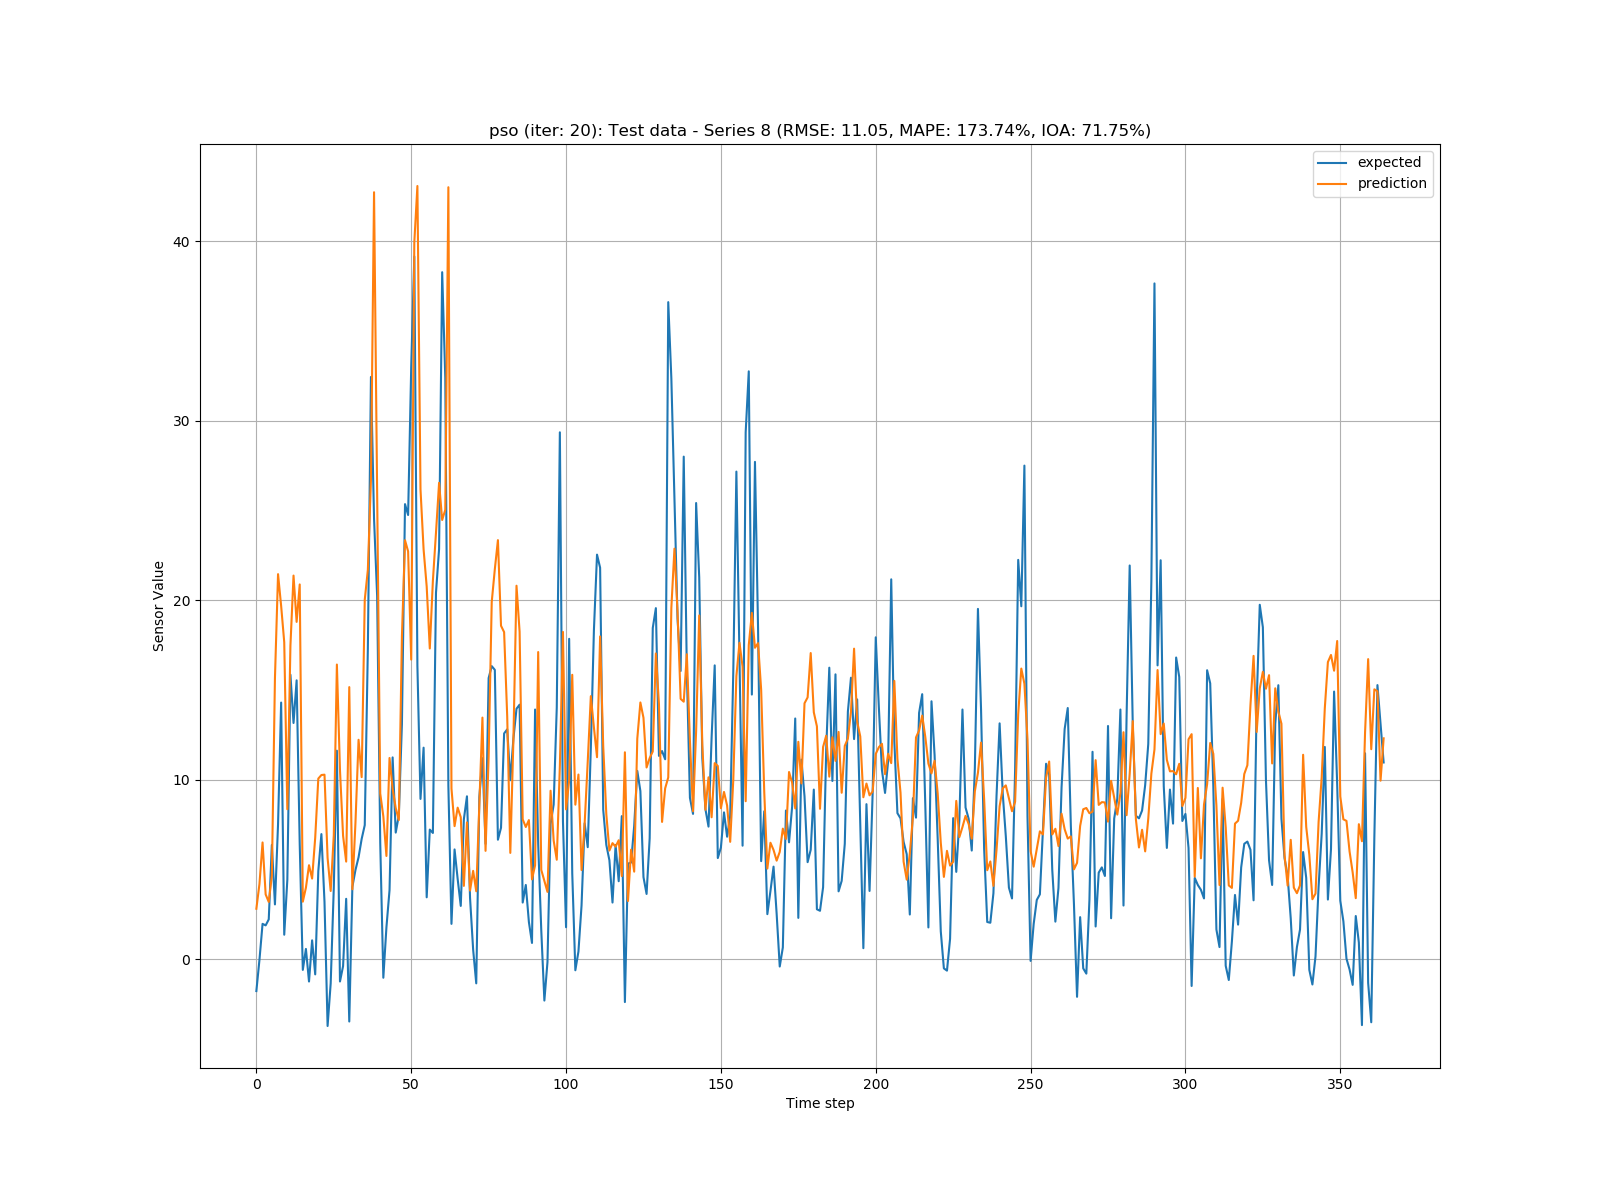 pso (iter: 20): Test data - Series 8 (RMSE: 11.05, MAPE: 173.74%, IOA: 71.75%)
expected
prediction
Sensor Value
40
30
20
10
0
0 50 100 150 200 250 300 350
Time step